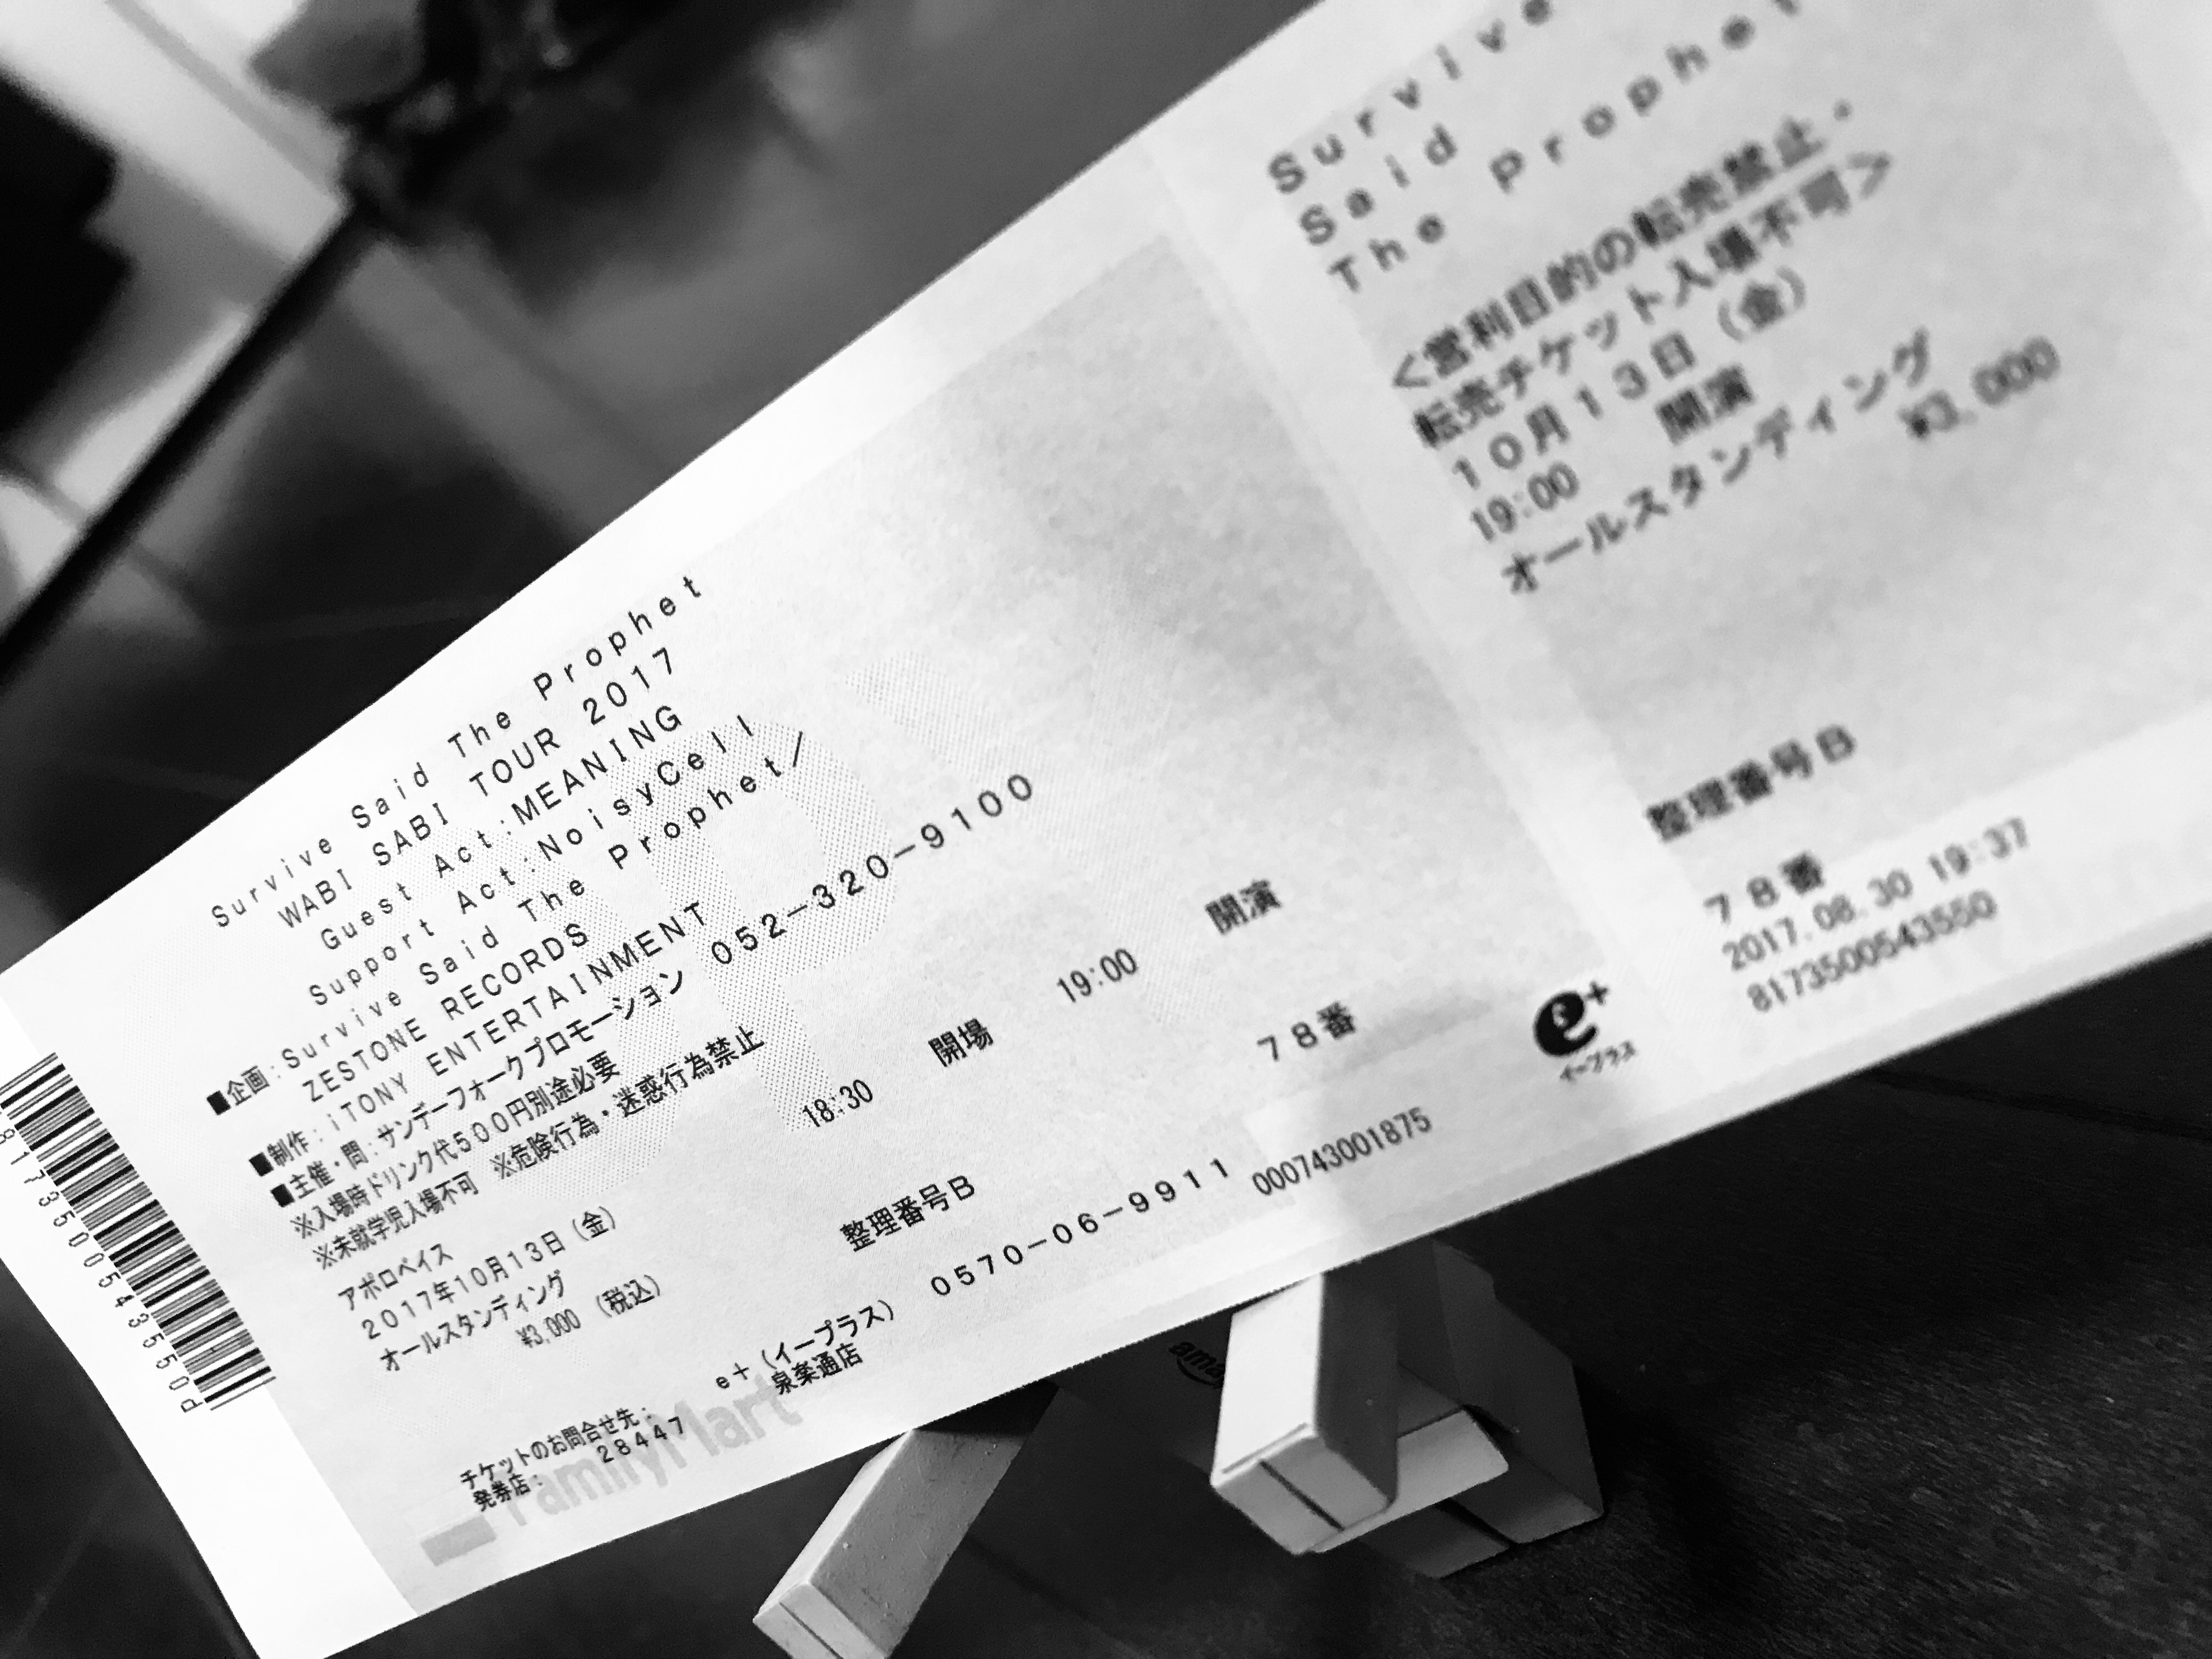 Survive Said The Prophet
WABI SABI TOUR 2017
Guest Act:MEANING
Support Act:NoisyCell
■企画:Survive Said The Prophet/
ZESTONE RECORDS
■制作:iTONY ENTERTAINMENT
■主催・問:サンデーフォークプロモーション 052-320-9100
※入場時ドリンク代500円別途必要
※未就学児入場不可 ※危険行為・迷惑行為禁止
アポロベイス
2017年10月13日(金) 18:30 開場 19:00 開演
オールスタンディング
¥3,000 (税込)
整理番号B 78番
チケットのお問合せ先: e+(イープラス) 0570-06-9911
発券店: 28447 泉楽通店
000743001875
FamilyMart
e+
イープラス
8173500543550d
Survive
Said
The Prophet
<営利目的の転売禁止・
転売チケット入場不可>
10月13日(金)
19:00 開演
オールスタンディング
¥3,000
整理番号B
78番
2017.08.30 19:37
8173500543550